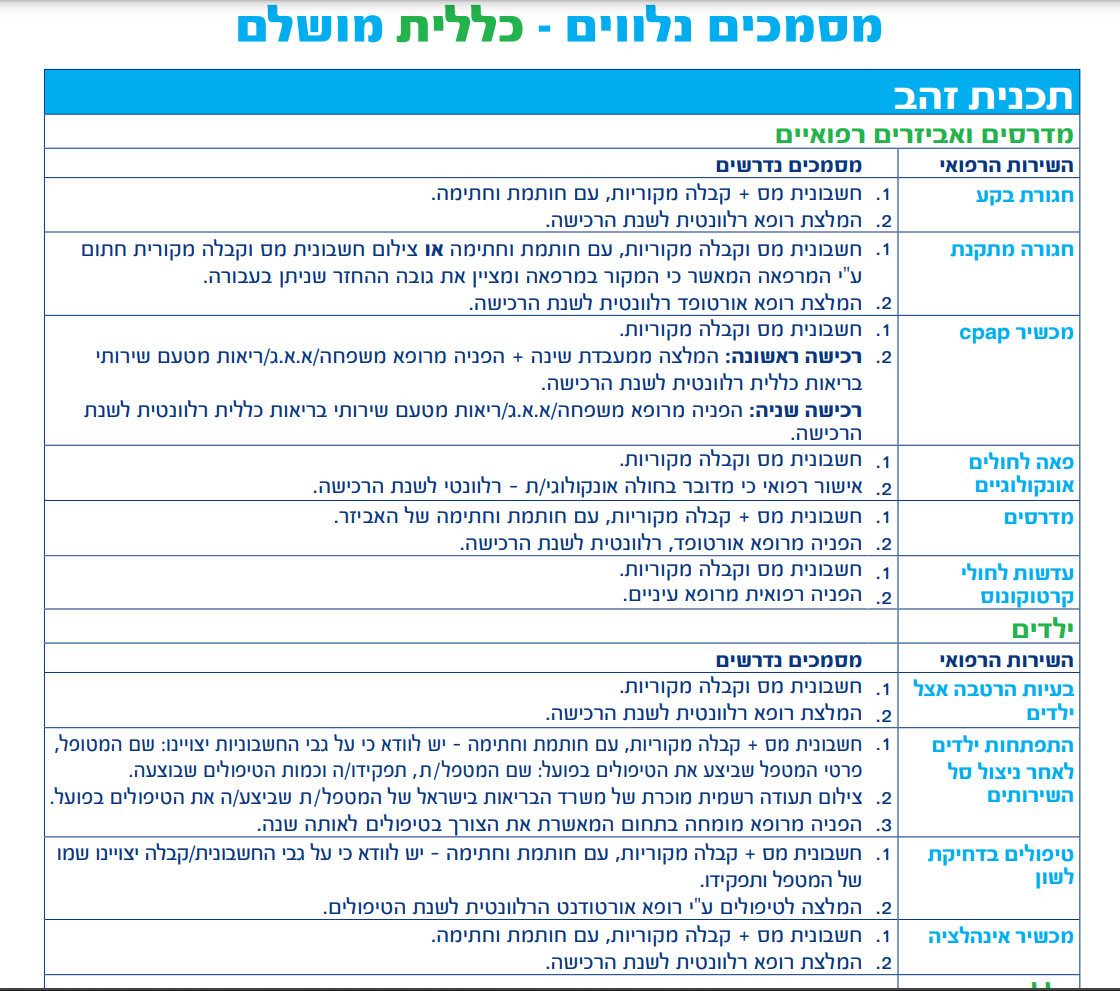 מסמכים נלווים - כללית מושלם
תכנית זהב
מדרסים ואביזרים רפואיים
השירות הרפואי מסמכים נדרשים
חגורת בקע
1. חשבונית מס + קבלה מקוריות, עם חותמת וחתימה.
2. המלצת רופא רלוונטית לשנת הרכישה.
חגורה מתקנת
1. חשבונית מס וקבלה מקוריות, עם חותמת וחתימה או צילום חשבונית מס וקבלה מקורית חתום
ע"י המרפאה המאשר כי המקור במרפאה ומציין את גובה ההחזר שניתן בעבורה.
2. המלצת רופא אורטופד רלוונטית לשנת הרכישה.
מכשיר cpap
1. חשבונית מס וקבלה מקוריות.
2. רכישה ראשונה: המלצה ממעבדת שינה + הפניה מרופא משפחה/א.א.ג/ריאות מטעם שירותי
בריאות כללית רלוונטית לשנת הרכישה.
רכישה שניה: הפניה מרופא משפחה/א.א.ג/ריאות מטעם שירותי בריאות כללית רלוונטית לשנת
הרכישה.
פאה לחולים
אונקולוגיים
1. חשבונית מס וקבלה מקוריות.
2. אישור רפואי כי מדובר בחולה אונקולוגי/ת - רלוונטי לשנת הרכישה.
מדרסים
1. חשבונית מס + קבלה מקוריות, עם חותמת וחתימה של האביזר.
2. הפניה מרופא אורטופד, רלוונטית לשנת הרכישה.
עדשות לחולי
קרטוקונוס
1. חשבונית מס וקבלה מקוריות.
2. הפניה רפואית מרופא עיניים.
ילדים
השירות הרפואי מסמכים נדרשים
בעיות הרטבה אצל
ילדים
1. חשבונית מס וקבלה מקוריות.
2. המלצת רופא רלוונטית לשנת הרכישה.
התפתחות ילדים
לאחר ניצול סל
השירותים
1. חשבונית מס + קבלה מקוריות, עם חותמת וחתימה - יש לוודא כי על גבי החשבוניות יצויינו: שם המטופל,
פרטי המטפל שביצע את הטיפולים בפועל: שם המטפל/ת, תפקידו/ה וכמות הטיפולים שבוצעה.
2. צילום תעודה רשמית מוכרת של משרד הבריאות בישראל של המטפל/ת שביצע/ה את הטיפולים בפועל.
3. הפניה מרופא מומחה בתחום המאשרת את הצורך בטיפולים לאותה שנה.
טיפולים בדחיקת
לשון
1. חשבונית מס + קבלה מקוריות, עם חותמת וחתימה - יש לוודא כי על גבי החשבונית/קבלה יצויינו שמו
של המטפל ותפקידו.
2. המלצה לטיפולים ע"י רופא אורטודנט הרלוונטית לשנת הטיפולים.
מכשיר אינהלציה
1. חשבונית מס + קבלה מקוריות, עם חותמת וחתימה.
2. המלצת רופא רלוונטית לשנת הרכישה.